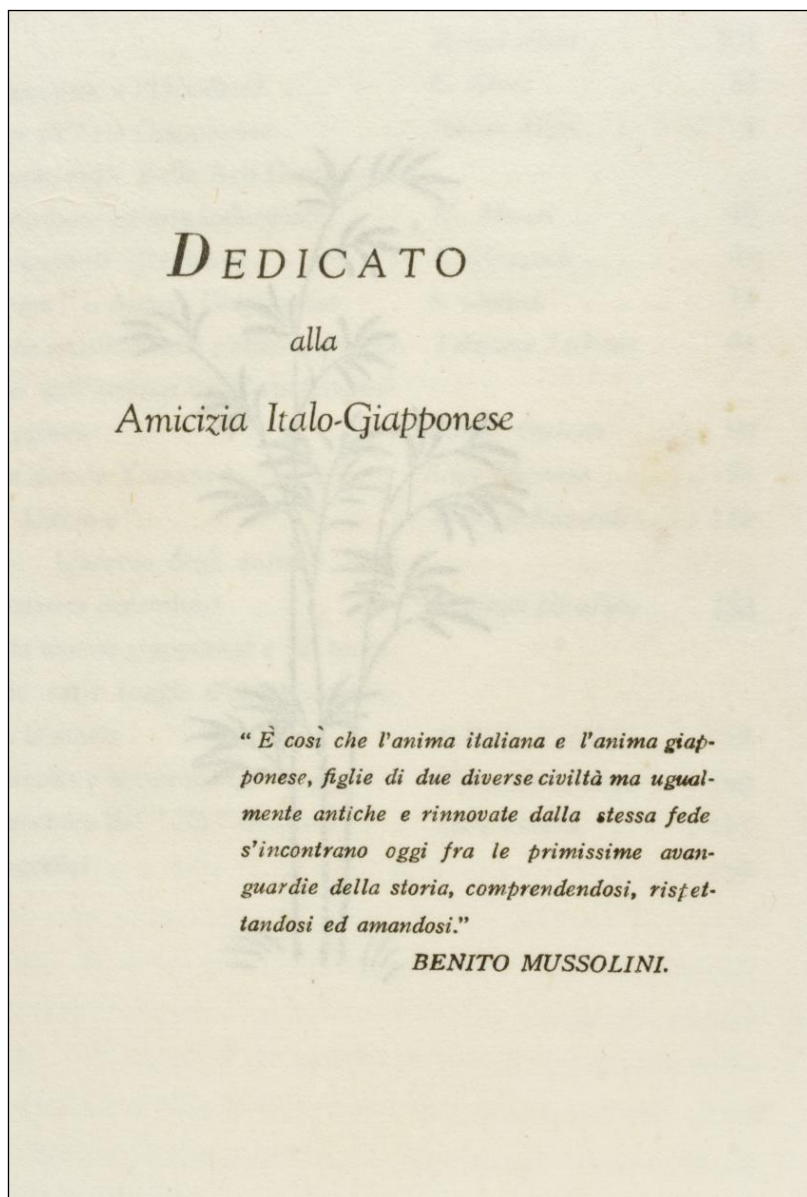 DEDICATO
alla
Amicizia Italo-Giapponese
“ È così che l'anima italiana e l'anima giap-
ponese, figlie di due diverse civiltà ma ugual-
mente antiche e rinnovate dalla stessa fede
s'incontrano oggi fra le primissime avan-
guardie della storia, comprendendosi, rispet-
tandosi ed amandosi.”
BENITO MUSSOLINI.